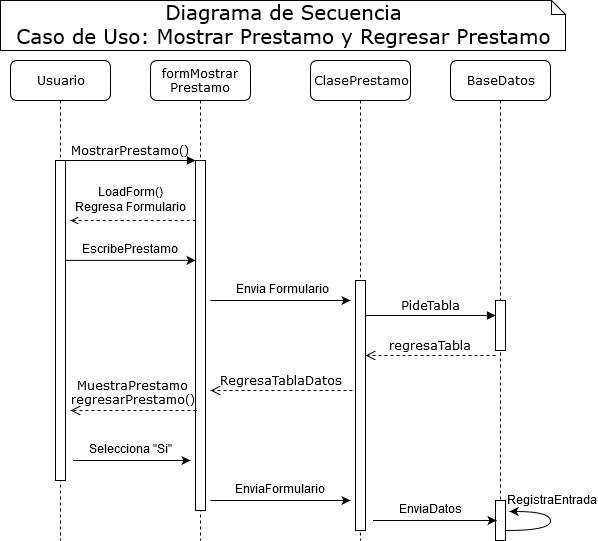 Diagrama de Secuencia
Caso de Uso: Mostrar Prestamo y Regresar Prestamo
Usuario
formMostrar
Prestamo
ClasePrestamo
BaseDatos
MostrarPrestamo()
LoadForm()
Regresa Formulario
EscribePrestamo
Envia Formulario
PideTabla
regresaTabla
RegresaTablaDatos
MuestraPrestamo
regresarPrestamo()
Selecciona "Si"
EnviaFormulario
RegistraEntrada
EnviaDatos